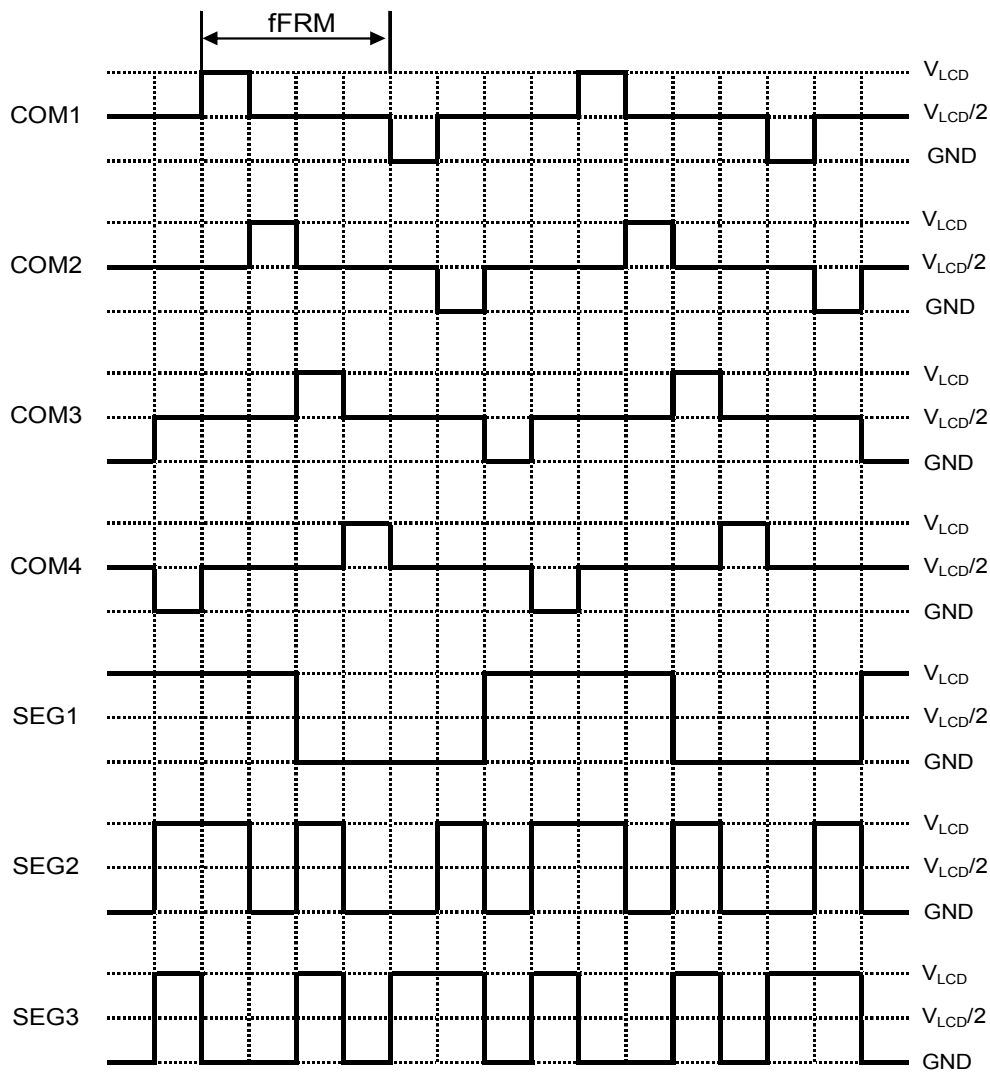 fFRM
COM1
VLCD
VLCD/2
GND
COM2
VLCD
VLCD/2
GND
COM3
VLCD
VLCD/2
GND
COM4
VLCD
VLCD/2
GND
SEG1
VLCD
VLCD/2
GND
SEG2
VLCD
VLCD/2
GND
SEG3
VLCD
VLCD/2
GND